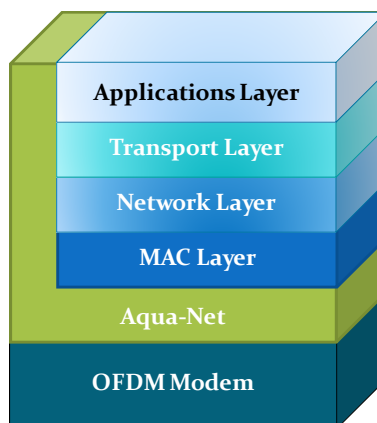 Applications Layer
Transport Layer
Network Layer
MAC Layer
Aqua-Net
OFDM Modem